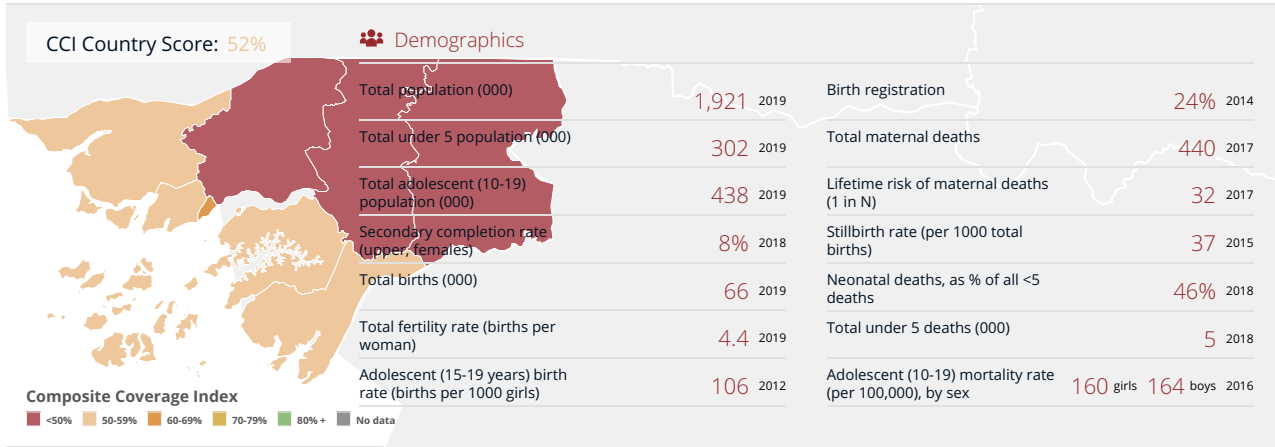 CCI Country Score: 52%
Demographics
Total population (000) 1,921 2019
Total under 5 population (000) 302 2019
Total adolescent (10-19)
population (000) 438 2019
Secondary completion rate
(upper, females) 8% 2018
Total births (000) 66 2019
Total fertility rate (births per
woman) 4.4 2019
Adolescent (15-19 years) birth
rate (births per 1000 girls) 106 2012
Birth registration 24% 2014
Total maternal deaths 440 2017
Lifetime risk of maternal deaths
(1 in N) 32 2017
Stillbirth rate (per 1000 total
births) 37 2015
Neonatal deaths, as % of all <5
deaths 46% 2018
Total under 5 deaths (000) 5 2018
Adolescent (10-19) mortality rate
(per 100,000), by sex 160 girls 164 boys 2016
Composite Coverage Index
<50% 50-59% 60-69% 70-79% 80% + No data